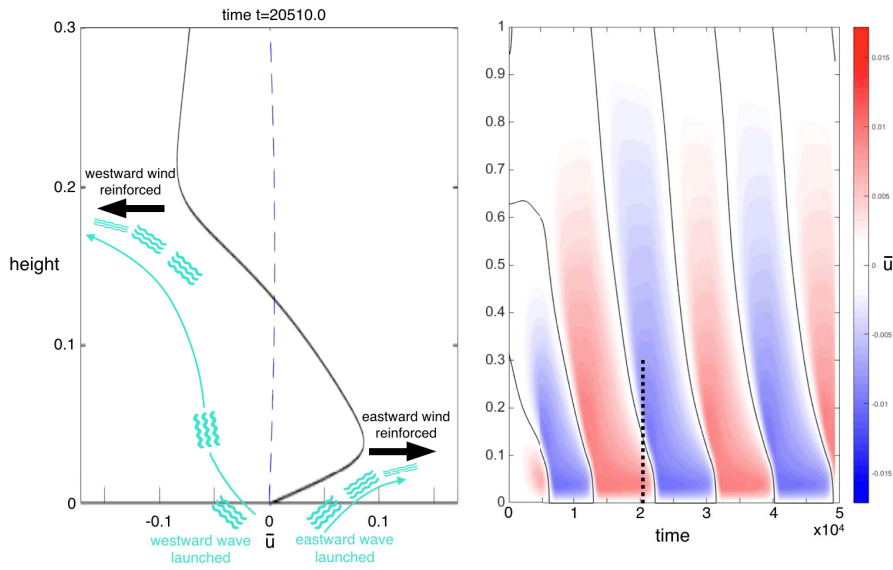 time t=20510.0
0.3
0.2
0.1
0
height
westward wind
reinforced
eastward wind
reinforced
-0.1
0
0.1
u̅
westward wave
launched
eastward wave
launched
1
0.9
0.8
0.7
0.6
0.5
0.4
0.3
0.2
0.1
0
0
1
2
3
4
5
x10⁴
time
0.015
0.01
0.005
0
-0.005
-0.01
-0.015
u̅